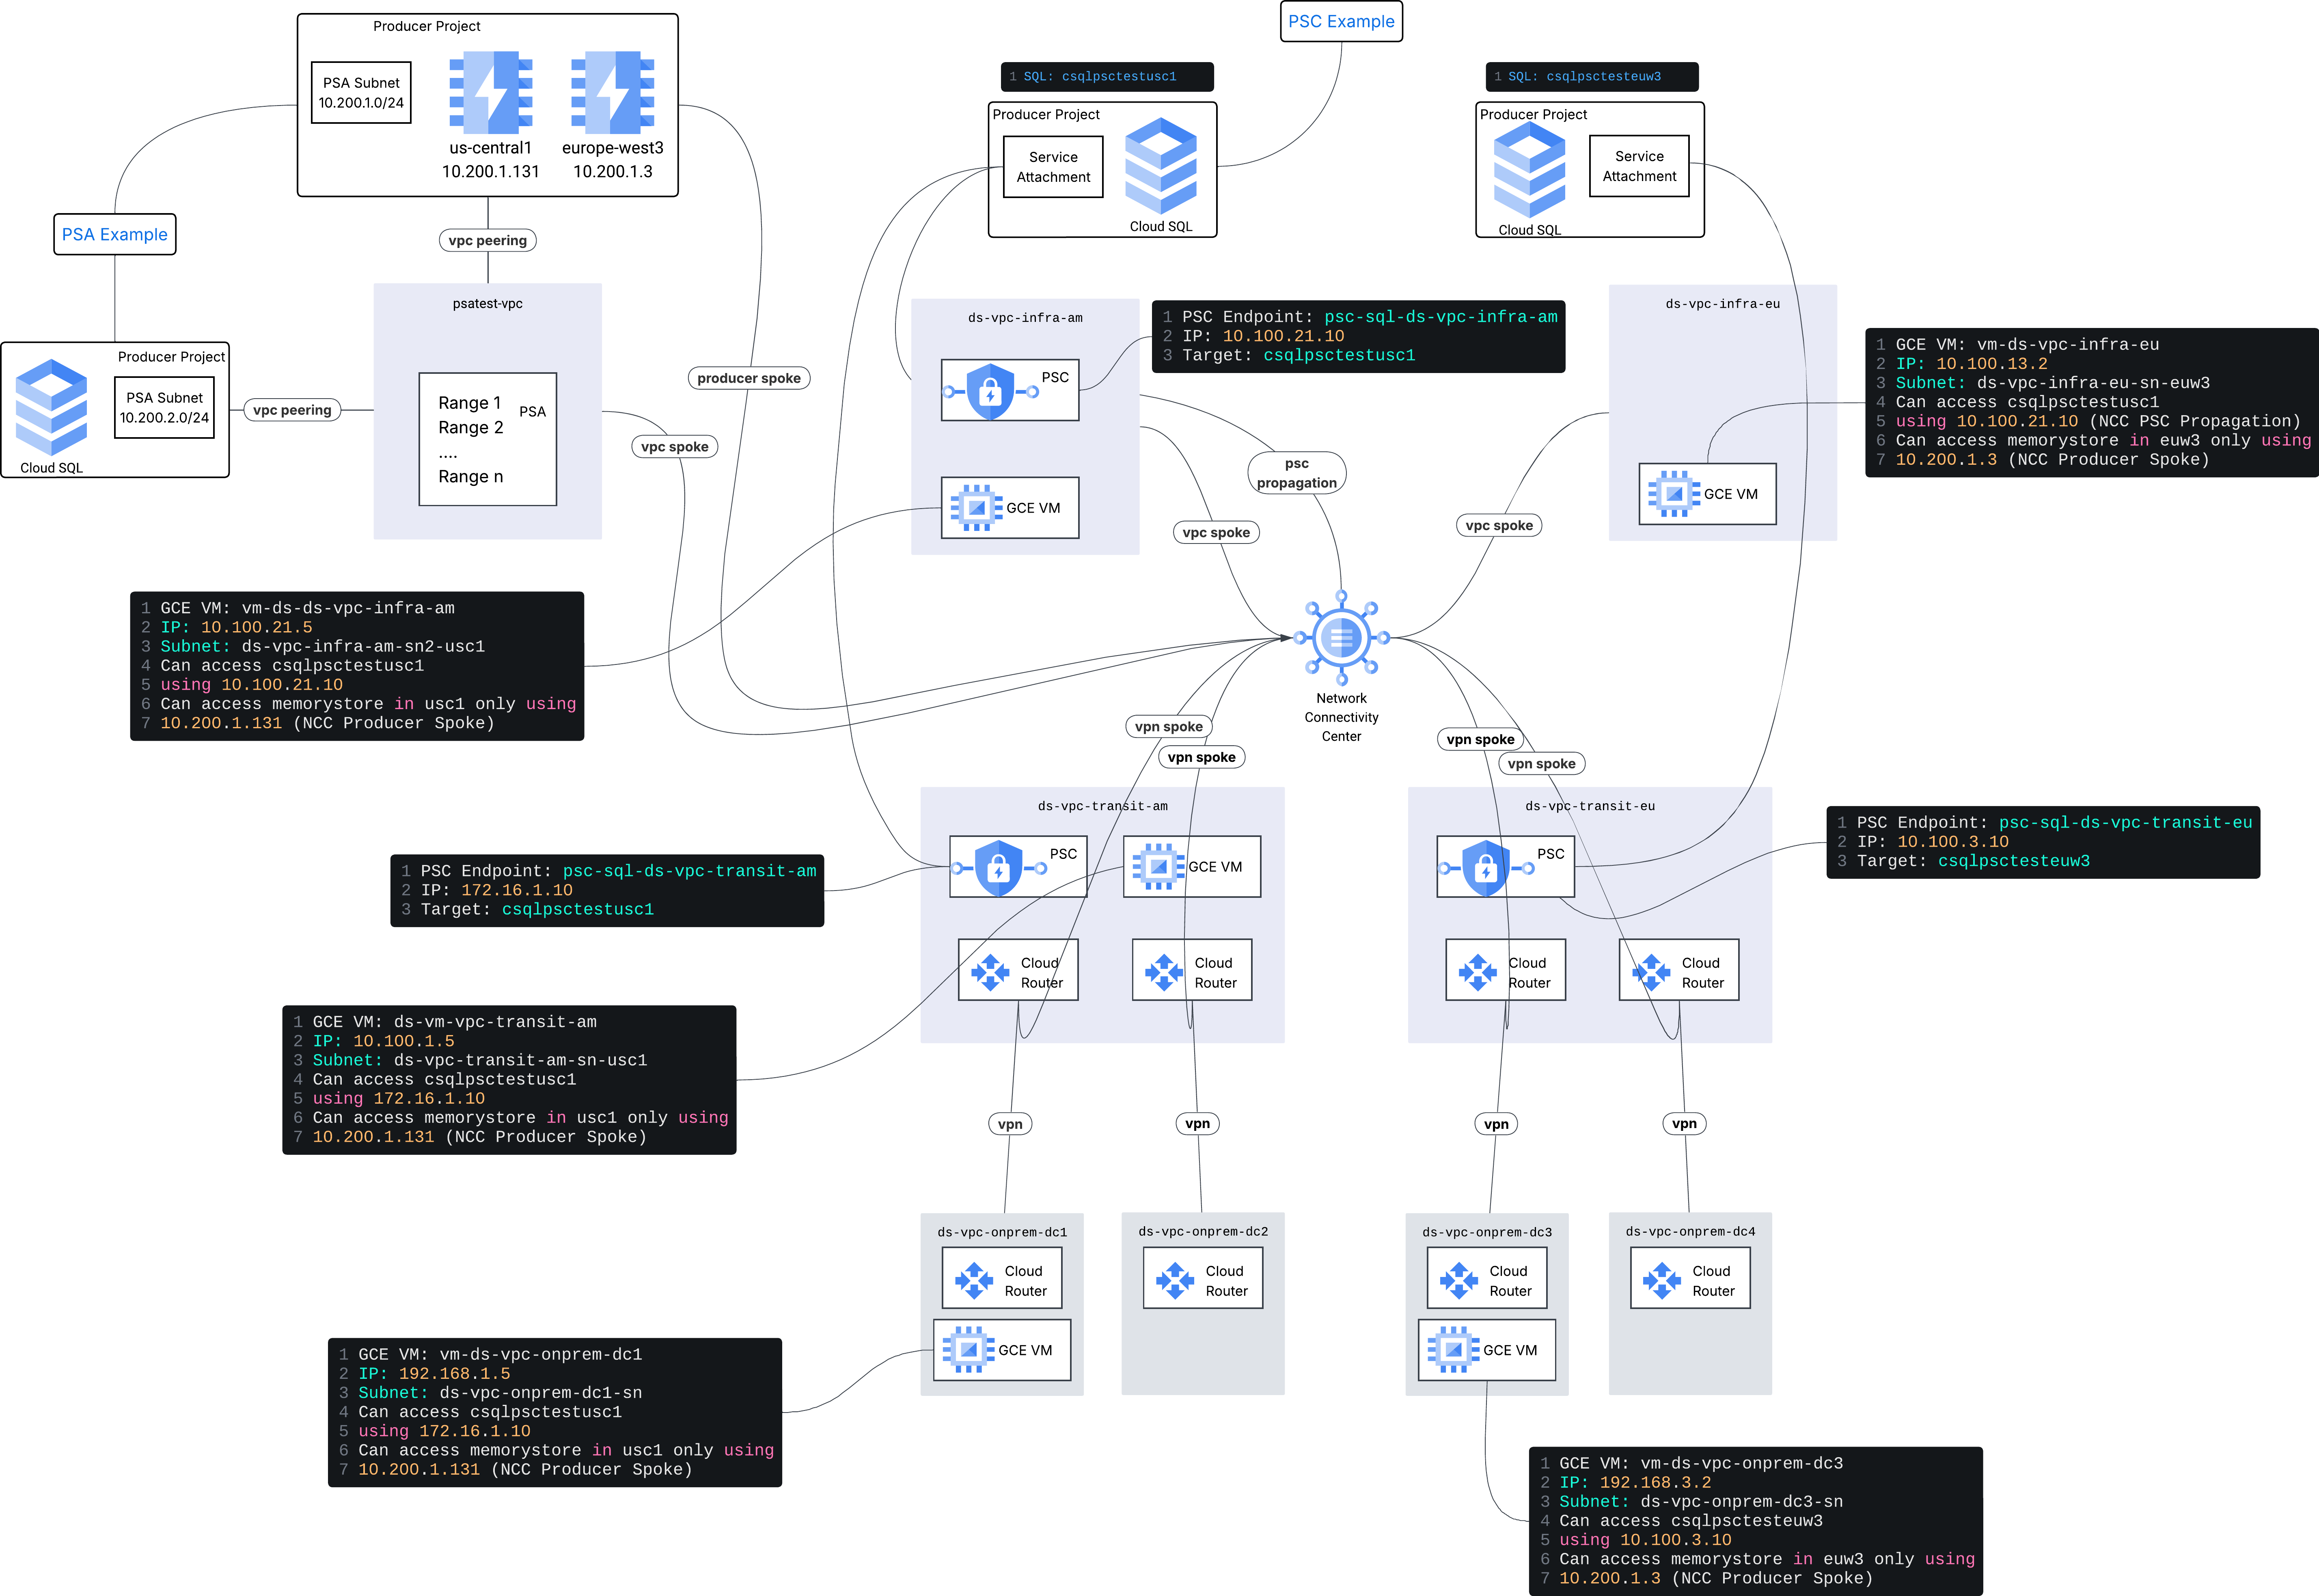 PSC Example
Producer Project
PSA Subnet
10.200.1.0/24
us-central1
10.200.1.131
europe-west3
10.200.1.3
1 SQL: csqlpsctestusc1
Producer Project
Service
Attachment
Cloud SQL
1 SQL: csqlpsctesteuw3
Producer Project
Cloud SQL
Service
Attachment
PSA Example
vpc peering
Producer Project
PSA Subnet
10.200.2.0/24
Cloud SQL
vpc peering
psatest-vpc
Range 1
Range 2
....
Range n
PSA
producer spoke
vpc spoke
ds-vpc-infra-am
PSC
GCE VM
1 PSC Endpoint: psc-sql-ds-vpc-infra-am
2 IP: 10.100.21.10
3 Target: csqlpsctestusc1
psc
propagation
vpc spoke
vpc spoke
ds-vpc-infra-eu
GCE VM
1 GCE VM: vm-ds-vpc-infra-eu
2 IP: 10.100.13.2
3 Subnet: ds-vpc-infra-eu-sn-euw3
4 Can access csqlpsctestusc1
5 using 10.100.21.10 (NCC PSC Propagation)
6 Can access memorystore in euw3 only using
7 10.200.1.3 (NCC Producer Spoke)
1 GCE VM: vm-ds-ds-vpc-infra-am
2 IP: 10.100.21.5
3 Subnet: ds-vpc-infra-am-sn2-usc1
4 Can access csqlpsctestusc1
5 using 10.100.21.10
6 Can access memorystore in usc1 only using
7 10.200.1.131 (NCC Producer Spoke)
Network
Connectivity
Center
vpn spoke
vpn spoke
vpn spoke
vpn spoke
ds-vpc-transit-am
PSC
GCE VM
Cloud
Router
Cloud
Router
ds-vpc-transit-eu
PSC
Cloud
Router
Cloud
Router
1 PSC Endpoint: psc-sql-ds-vpc-transit-eu
2 IP: 10.100.3.10
3 Target: csqlpsctesteuw3
1 PSC Endpoint: psc-sql-ds-vpc-transit-am
2 IP: 172.16.1.10
3 Target: csqlpsctestusc1
1 GCE VM: ds-vm-vpc-transit-am
2 IP: 10.100.1.5
3 Subnet: ds-vpc-transit-am-sn-usc1
4 Can access csqlpsctestusc1
5 using 172.16.1.10
6 Can access memorystore in usc1 only using
7 10.200.1.131 (NCC Producer Spoke)
vpn
vpn
vpn
vpn
ds-vpc-onprem-dc1
Cloud
Router
GCE VM
ds-vpc-onprem-dc2
Cloud
Router
ds-vpc-onprem-dc3
Cloud
Router
GCE VM
ds-vpc-onprem-dc4
Cloud
Router
1 GCE VM: vm-ds-vpc-onprem-dc1
2 IP: 192.168.1.5
3 Subnet: ds-vpc-onprem-dc1-sn
4 Can access csqlpsctestusc1
5 using 172.16.1.10
6 Can access memorystore in usc1 only using
7 10.200.1.131 (NCC Producer Spoke)
1 GCE VM: vm-ds-vpc-onprem-dc3
2 IP: 192.168.3.2
3 Subnet: ds-vpc-onprem-dc3-sn
4 Can access csqlpsctesteuw3
5 using 10.100.3.10
6 Can access memorystore in euw3 only using
7 10.200.1.3 (NCC Producer Spoke)